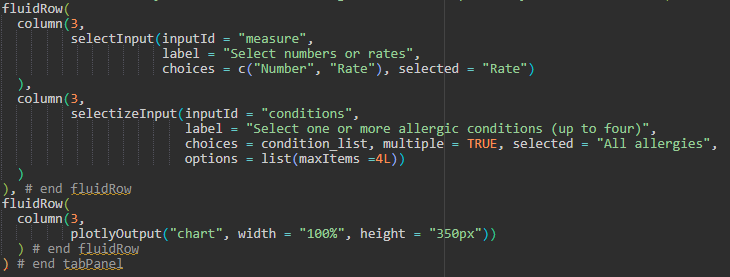 fluidRow(
column(3,
selectInput(inputId = "measure",
label = "Select numbers or rates",
choices = c("Number", "Rate"), selected = "Rate")
),
column(3,
selectizeInput(inputId = "conditions",
label = "Select one or more allergic conditions (up to four)",
choices = condition_list, multiple = TRUE, selected = "All allergies",
options = list(maxItems =4L))
)
), # end fluidRow
fluidRow(
column(3,
plotlyOutput("chart", width = "100%", height = "350px"))
) # end fluidRow
) # end tabPanel